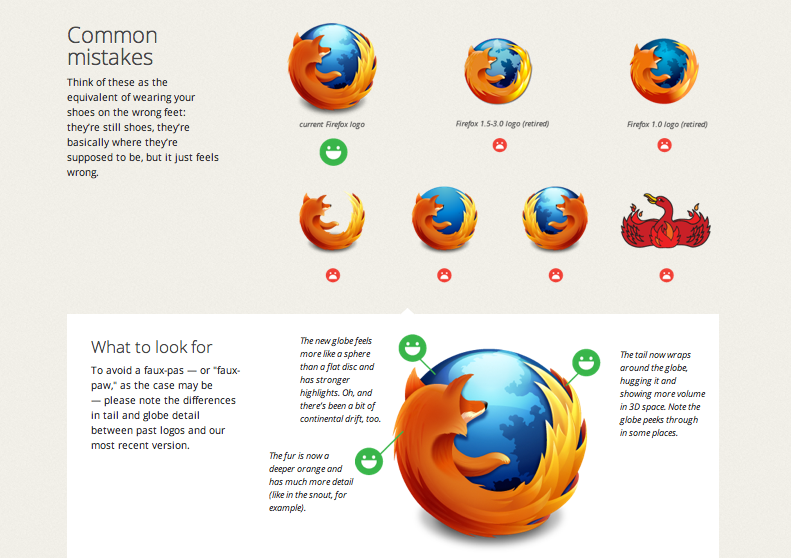 Common
mistakes
Think of these as the
equivalent of wearing your
shoes on the wrong feet:
they're still shoes, they're
basically where they're
supposed to be, but it just feels
wrong.
current Firefox logo
Firefox 1.5-3.0 logo (retired)
Firefox 1.0 logo (retired)
What to look for
To avoid a faux-pas — or "faux-
paw," as the case may be
— please note the differences
in tail and globe detail
between past logos and our
most recent version.
The new globe feels
more like a sphere
than a flat disc and
has stronger
highlights. Oh, and
there's been a bit of
continental drift, too.
The fur is now a
deeper orange and
has much more detail
(like in the snout, for
example).
The tail now wraps
around the globe,
hugging it and
showing more volume
in 3D space. Note the
globe peeks through
in some places.